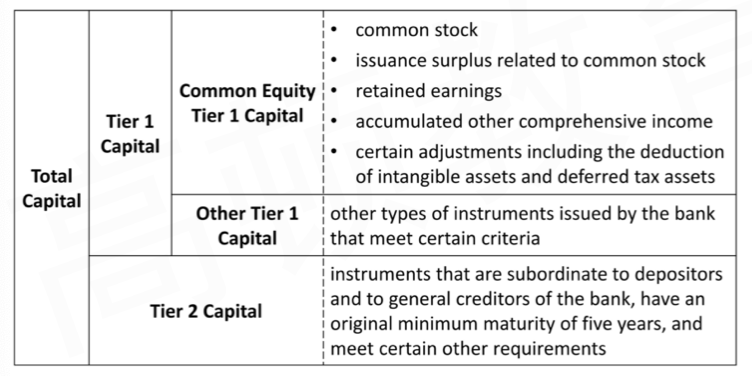 Total
Capital
Tier 1
Capital
Common Equity
Tier 1 Capital
• common stock
• issuance surplus related to common stock
• retained earnings
• accumulated other comprehensive income
• certain adjustments including the deduction
of intangible assets and deferred tax assets
Other Tier 1
Capital
other types of instruments issued by the bank
that meet certain criteria
Tier 2 Capital
instruments that are subordinate to depositors
and to general creditors of the bank, have an
original minimum maturity of five years, and
meet certain other requirements